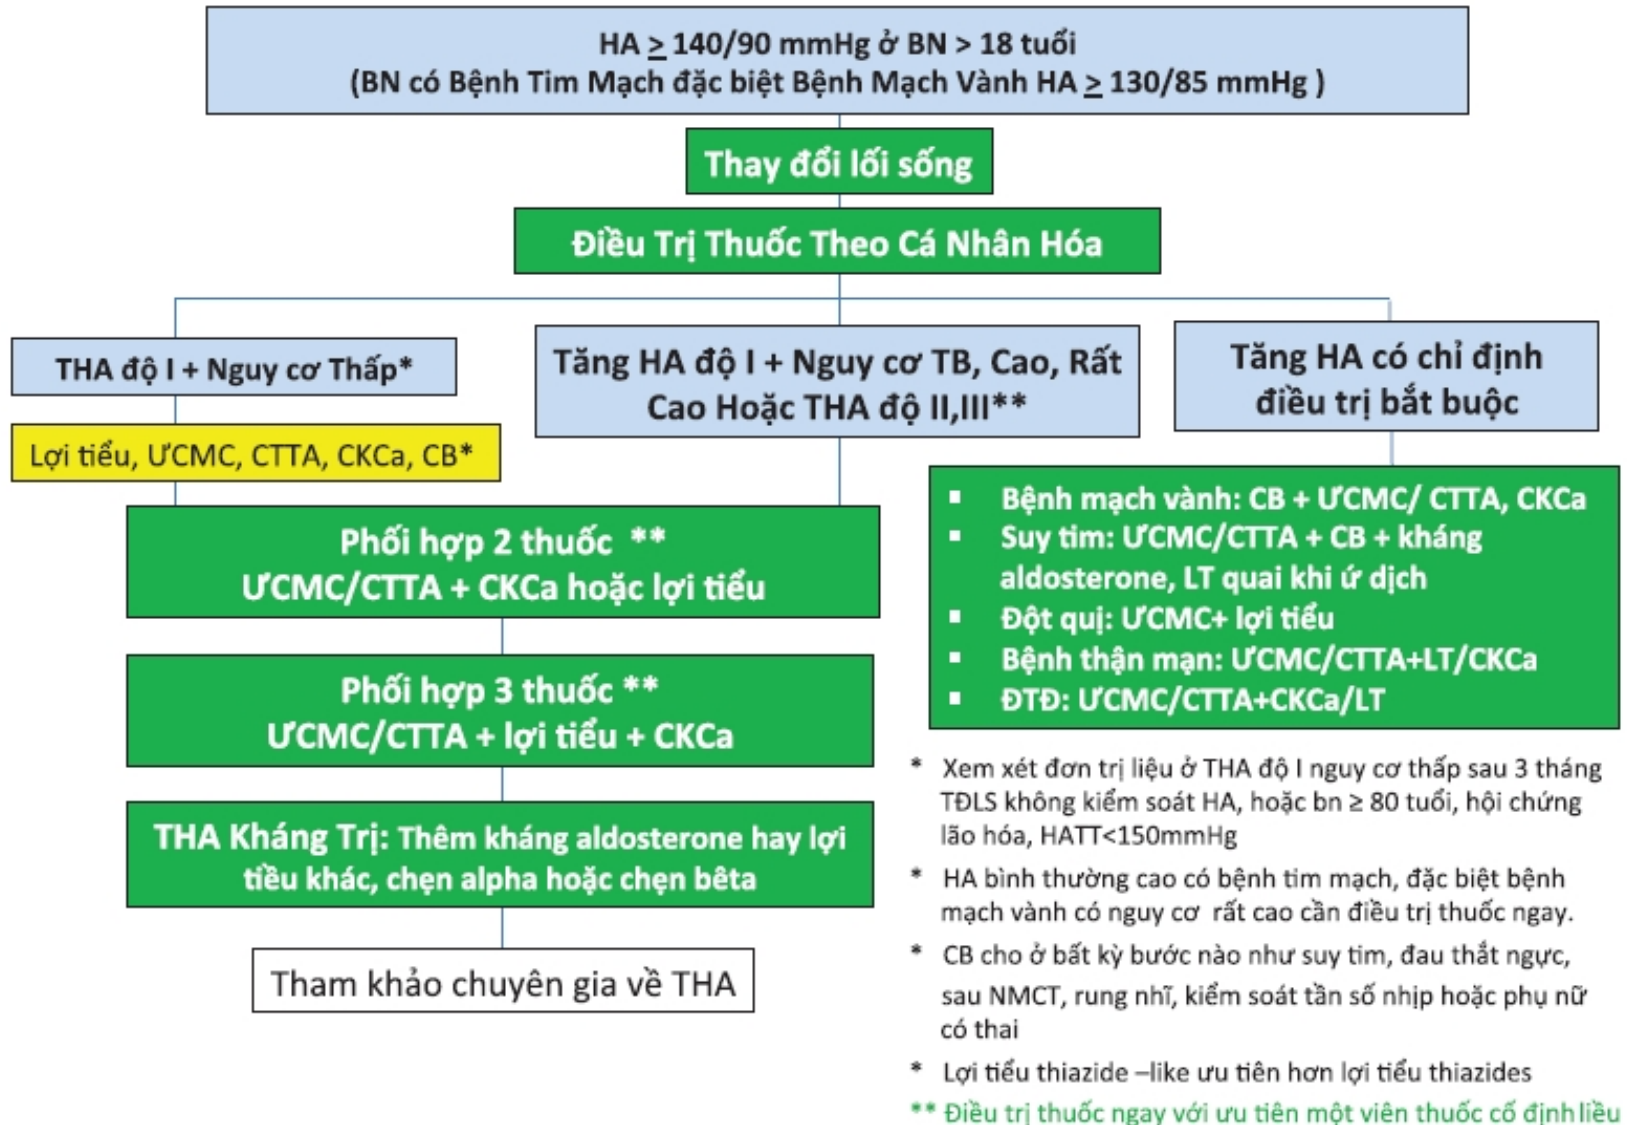 HA ≥ 140/90 mmHg ở BN > 18 tuổi
(BN có Bệnh Tim Mạch đặc biệt Bệnh Mạch Vành HA ≥ 130/85 mmHg )
Thay đổi lối sống
Điều Trị Thuốc Theo Cá Nhân Hóa
THA độ I + Nguy cơ Thấp*
Lợi tiểu, ƯCMC, CTTA, CKCa, CB*
Tăng HA độ I + Nguy cơ TB, Cao, Rất
Cao Hoặc THA độ II,III**
Tăng HA có chỉ định
điều trị bắt buộc
Phối hợp 2 thuốc **
ƯCMC/CTTA + CKCa hoặc lợi tiểu
Phối hợp 3 thuốc **
ƯCMC/CTTA + lợi tiểu + CKCa
THA Kháng Trị: Thêm kháng aldosterone hay lợi
tiều khác, chẹn alpha hoặc chẹn bêta
Tham khảo chuyên gia về THA
▪ Bệnh mạch vành: CB + ƯCMC/ CTTA, CKCa
▪ Suy tim: ƯCMC/CTTA + CB + kháng
aldosterone, LT quai khi ứ dịch
▪ Đột quị: ƯCMC+ lợi tiểu
▪ Bệnh thận mạn: ƯCMC/CTTA+LT/CKCa
▪ ĐTĐ: ƯCMC/CTTA+CKCa/LT
* Xem xét đơn trị liệu ở THA độ I nguy cơ thấp sau 3 tháng
TĐLS không kiểm soát HA, hoặc bn ≥ 80 tuổi, hội chứng
lão hóa, HATT<150mmHg
* HA bình thường cao có bệnh tim mạch, đặc biệt bệnh
mạch vành có nguy cơ rất cao cần điều trị thuốc ngay.
* CB cho ở bất kỳ bước nào như suy tim, đau thắt ngực,
sau NMCT, rung nhĩ, kiểm soát tần số nhịp hoặc phụ nữ
có thai
* Lợi tiểu thiazide –like ưu tiên hơn lợi tiểu thiazides
** Điều trị thuốc ngay với ưu tiên một viên thuốc cố định liều